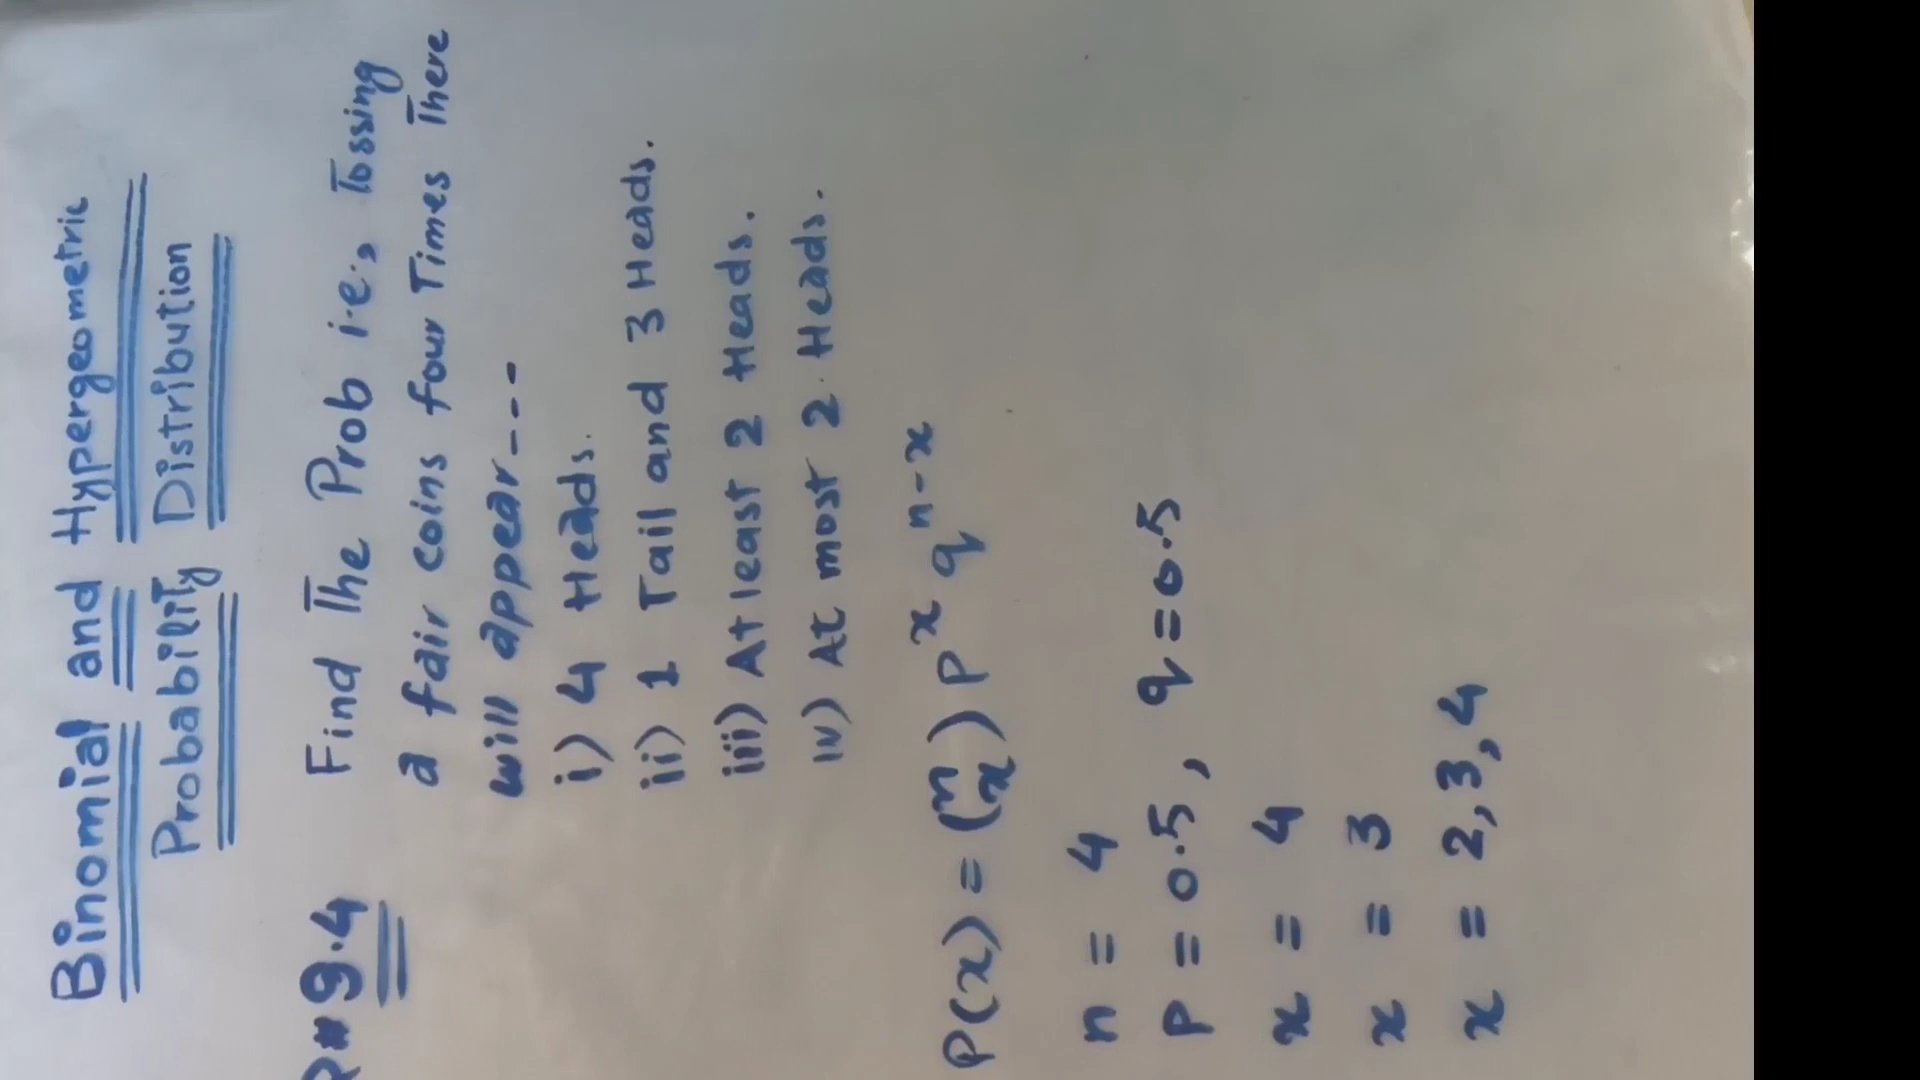 Binomial and Hypergeometric
Probability Distribution
9.4 Find The Prob i.e., Tossing
a fair coins four Times There
will appear----
i) 4 Heads.
ii) 1 Tail and 3 Heads.
iii) At least 2 Heads.
iv) At most 2 Heads.
P(x) = (n x) p^x q^n-x
n = 4
P = 0.5, q = 0.5
x = 4
x = 3
x = 2,3,4